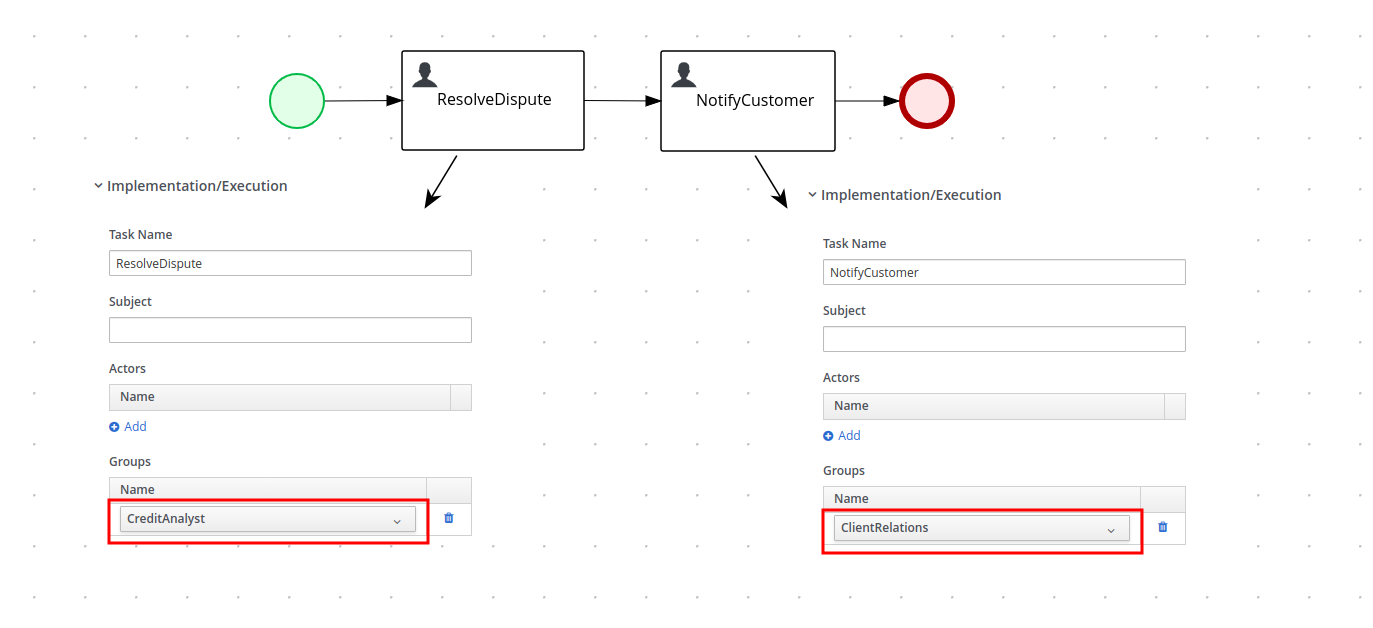 ResolveDispute
NotifyCustomer
Implementation/Execution
Task Name
ResolveDispute
Subject
Actors
Name
Add
Groups
Name
CreditAnalyst
Implementation/Execution
Task Name
NotifyCustomer
Subject
Actors
Name
Add
Groups
Name
ClientRelations